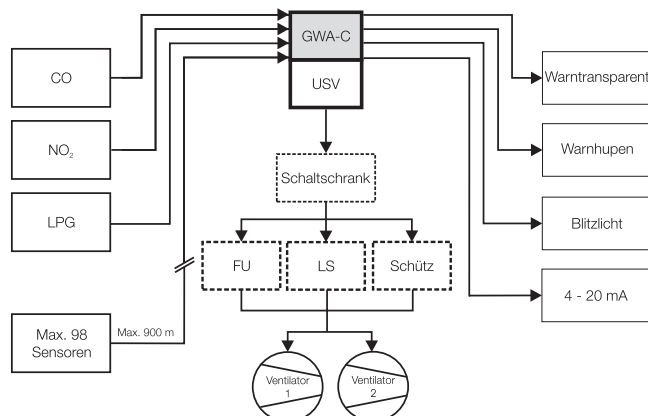 GWA-C
CO
USV
Warntransparent
NO₂
Warnhupen
Schaltschrank
LPG
Blitzlicht
FU
LS
Schütz
4 - 20 mA
Max. 98
Sensoren
Max. 900 m
Ventilator
1
Ventilator
2